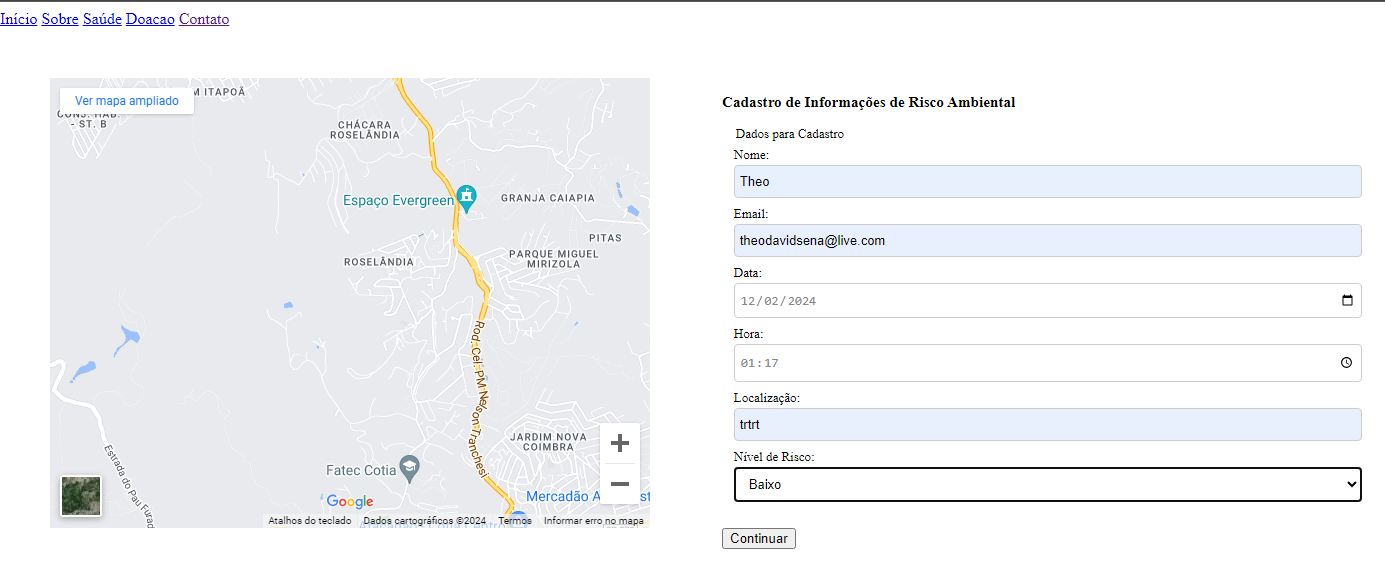 Início Sobre Saúde Doacao Contato
Ver mapa ampliado
M ITAPOÃ
CONJ. HAB.
- ST. B
CHÁCARA
ROSELÂNDIA
Espaço Evergreen
GRANJA CAIAPIA
PITAS
PARQUE MIGUEL
MIRIZOLA
ROSELÂNDIA
Rod. Cel. PM Nelson Tranchesi
JARDIM NOVA
COIMBRA
Fatec Cotia
Estrada do Pau Furad
Mercadão A st
Google
Atalhos do teclado Dados cartográficos ©2024 Termos Informar erro no mapa
Cadastro de Informações de Risco Ambiental
Dados para Cadastro
Nome:
Theo
Email:
theodavidsena@live.com
Data:
12/02/2024
Hora:
01:17
Localização:
trtrt
Nível de Risco:
Baixo
Continuar